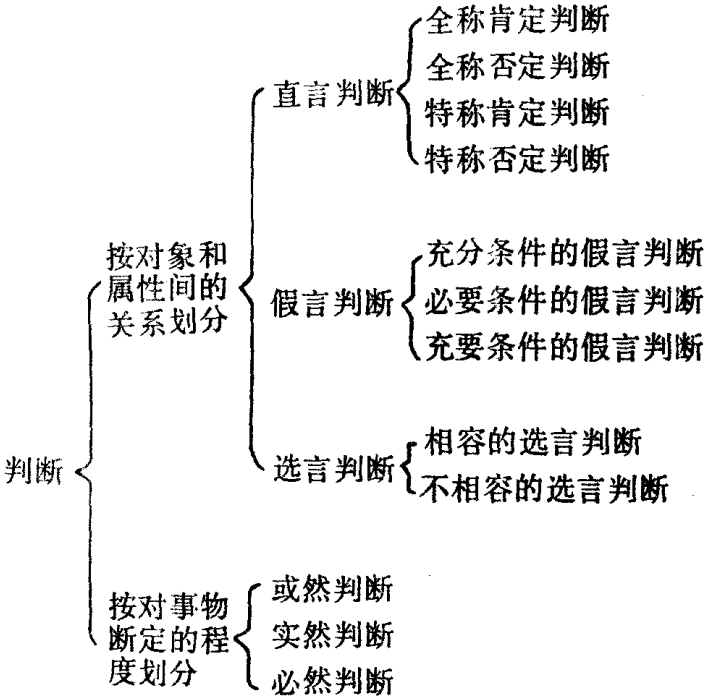 判断
按对象和
属性间的
关系划分
直言判断
全称肯定判断
全称否定判断
特称肯定判断
特称否定判断
假言判断
充分条件的假言判断
必要条件的假言判断
充要条件的假言判断
选言判断
相容的选言判断
不相容的选言判断
按对事物
断定的程
度划分
或然判断
实然判断
必然判断